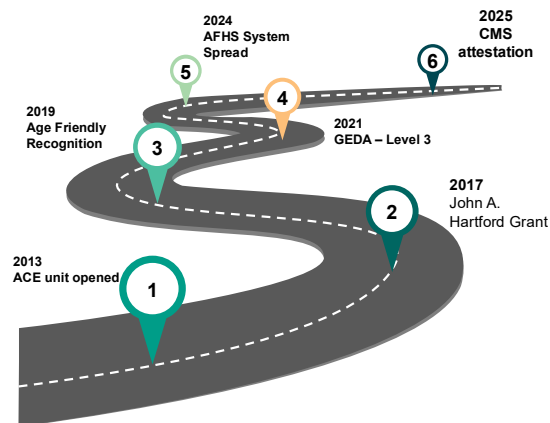 2024
AFHS System
Spread
2025
CMS
attestation
6
5
4
2019
Age Friendly
Recognition
2021
GEDA – Level 3
3
2017
John A.
Hartford Grant
2
2013
ACE unit opened
1